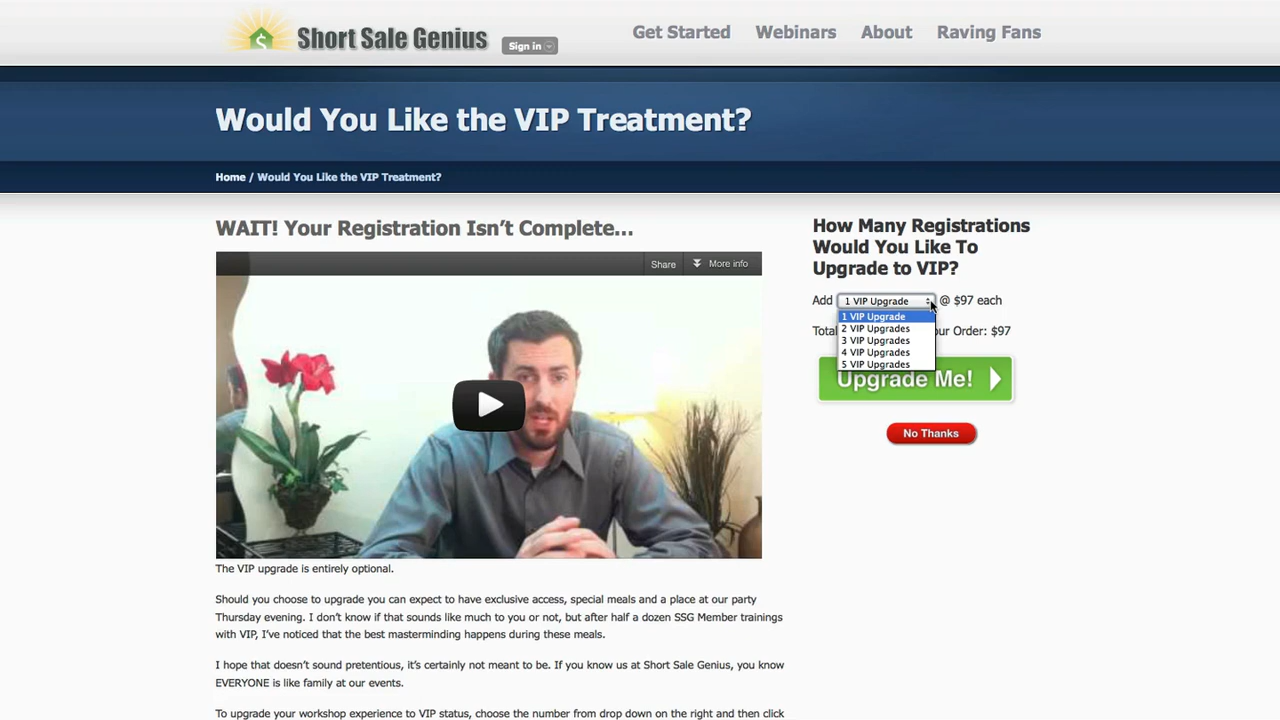 Short Sale Genius
Sign in
Get Started
Webinars
About
Raving Fans
Would You Like the VIP Treatment?
Home / Would You Like the VIP Treatment?
WAIT! Your Registration Isn't Complete...
Share
More info
The VIP upgrade is entirely optional.
Should you choose to upgrade you can expect to have exclusive access, special meals and a place at our party
Thursday evening. I don't know if that sounds like much to you or not, but after half a dozen SSG Member trainings
with VIP, I've noticed that the best masterminding happens during these meals.
I hope that doesn't sound pretentious, it's certainly not meant to be. If you know us at Short Sale Genius, you know
EVERYONE is like family at our events.
To upgrade your workshop experience to VIP status, choose the number from drop down on the right and then click
How Many Registrations
Would You Like To
Upgrade to VIP?
Add 1 VIP Upgrade @ $97 each
1 VIP Upgrade
2 VIP Upgrades
3 VIP Upgrades
4 VIP Upgrades
5 VIP Upgrades
Total our Order: $97
Upgrade Me!
No Thanks